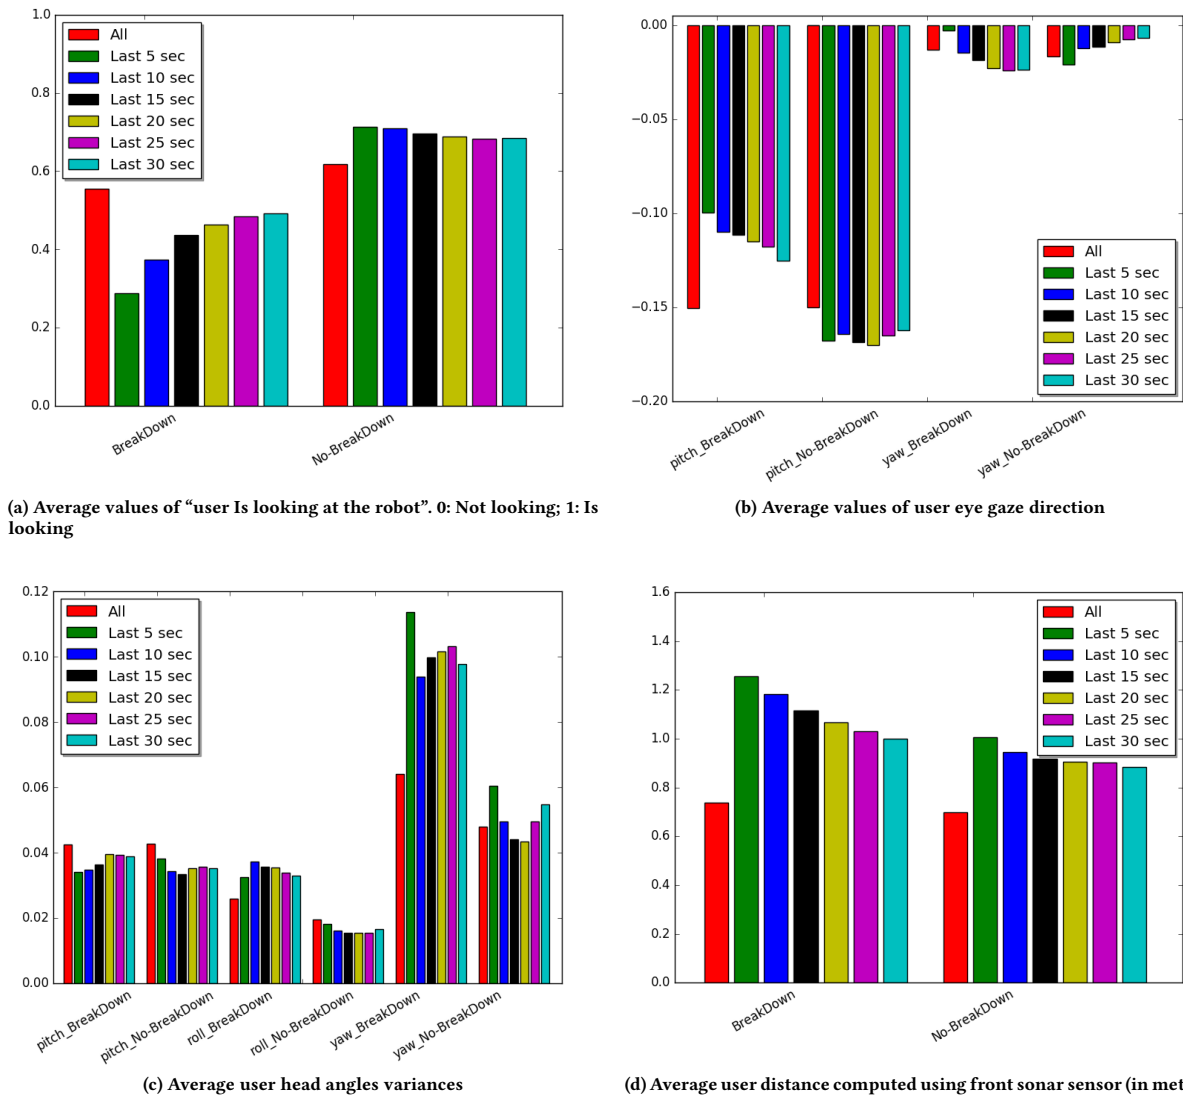 1.0
0.8
0.6
0.4
0.2
0.0
All
Last 5 sec
Last 10 sec
Last 15 sec
Last 20 sec
Last 25 sec
Last 30 sec
BreakDown
No-BreakDown
(a) Average values of “user Is looking at the robot”. 0: Not looking; 1: Is
looking
0.00
−0.05
−0.10
−0.15
−0.20
All
Last 5 sec
Last 10 sec
Last 15 sec
Last 20 sec
Last 25 sec
Last 30 sec
pitch_BreakDown
pitch_No-BreakDown
yaw_BreakDown
yaw_No-BreakDown
(b) Average values of user eye gaze direction
0.12
0.10
0.08
0.06
0.04
0.02
0.00
All
Last 5 sec
Last 10 sec
Last 15 sec
Last 20 sec
Last 25 sec
Last 30 sec
pitch_BreakDown
pitch_No-BreakDown
roll_BreakDown
roll_No-BreakDown
yaw_BreakDown
yaw_No-BreakDown
(c) Average user head angles variances
1.6
1.4
1.2
1.0
0.8
0.6
0.4
0.2
0.0
All
Last 5 sec
Last 10 sec
Last 15 sec
Last 20 sec
Last 25 sec
Last 30 sec
BreakDown
No-BreakDown
(d) Average user distance computed using front sonar sensor (in met